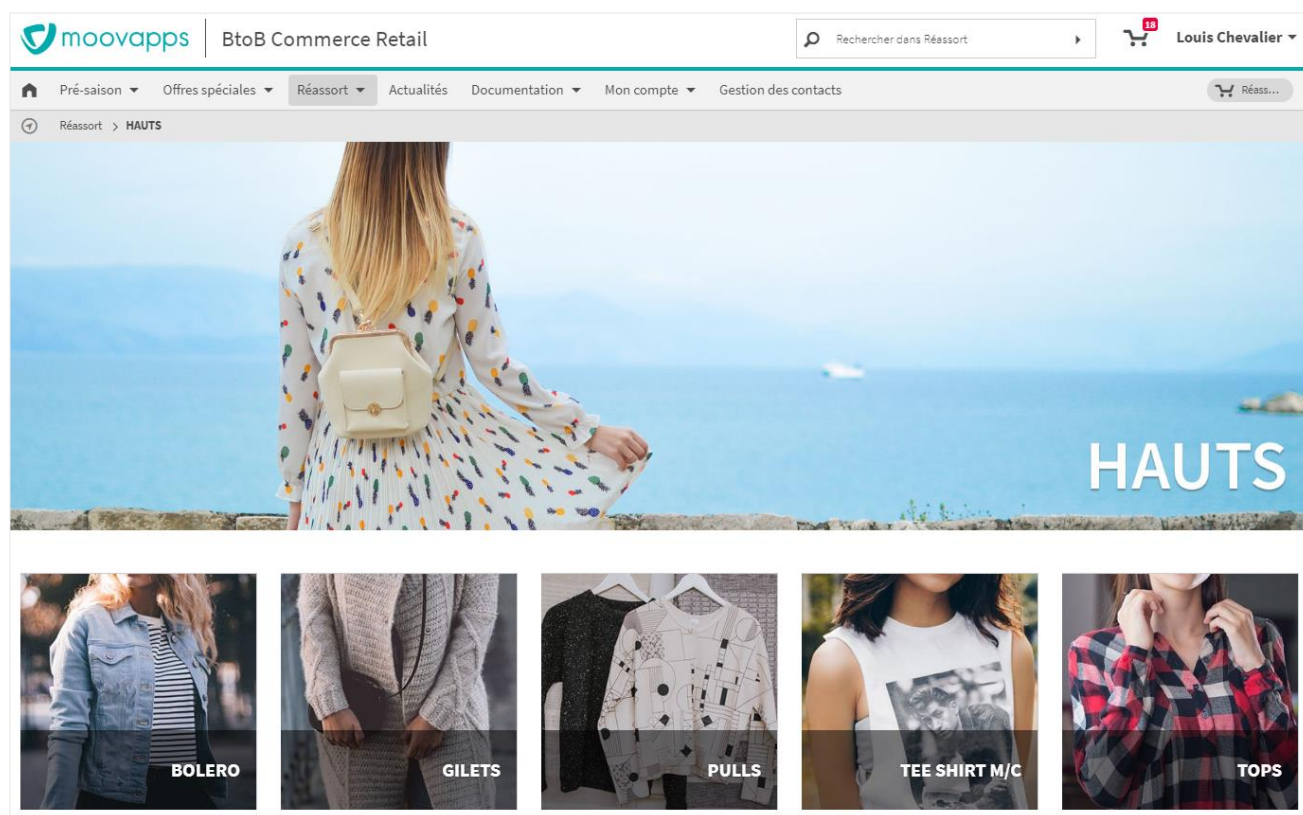 moovapps BtoB Commerce Retail Rechercher dans Réassort 18 Louis Chevalier
Pré-saison Offres spéciales Réassort Actualités Documentation Mon compte Gestion des contacts Réass...
Réassort > HAUTS
HAUTS
BOLERO GILETS PULLS TEE SHIRT M/C TOPS